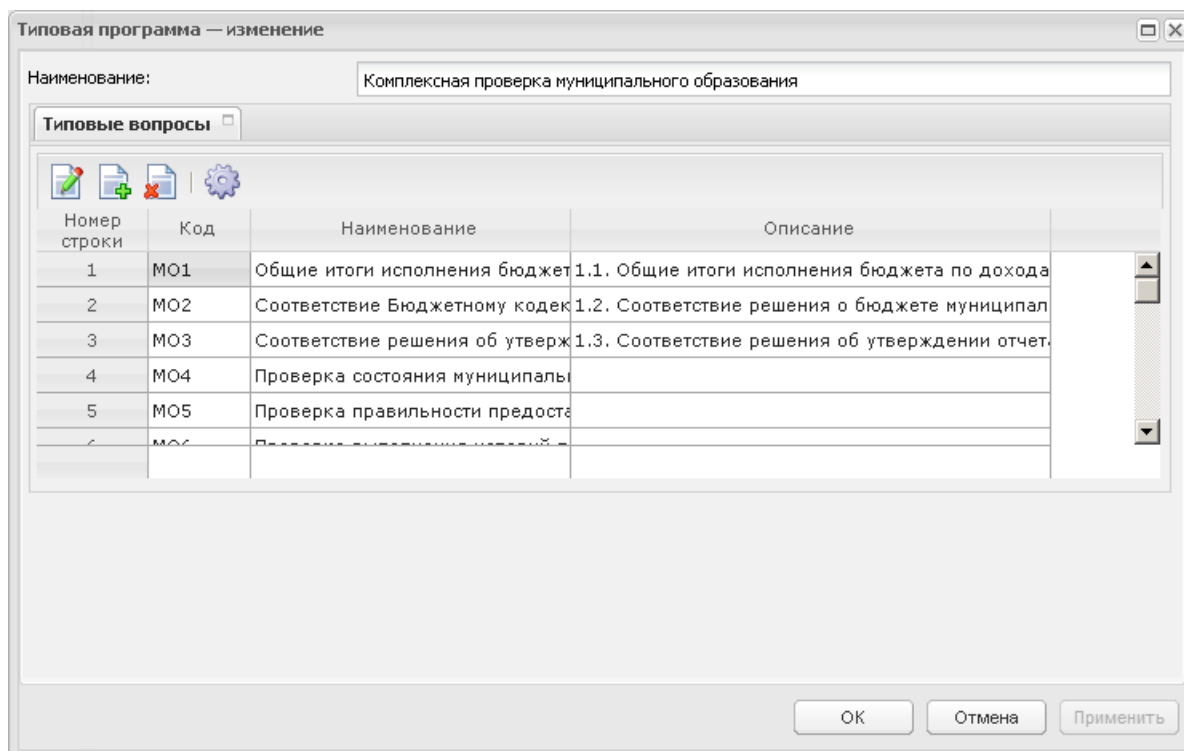 Типовая программа — изменение
Наименование:
Комплексная проверка муниципального образования
Типовые вопросы
Номер строки Код Наименование Описание
1 МО1 Общие итоги исполнения бюджет 1.1. Общие итоги исполнения бюджета по дохода
2 МО2 Соответствие Бюджетному кодек 1.2. Соответствие решения о бюджете муниципал
3 МО3 Соответствие решения об утверж 1.3. Соответствие решения об утверждении отчет
4 МО4 Проверка состояния муниципаль
5 МО5 Проверка правильности предоста
OK Отмена Применить